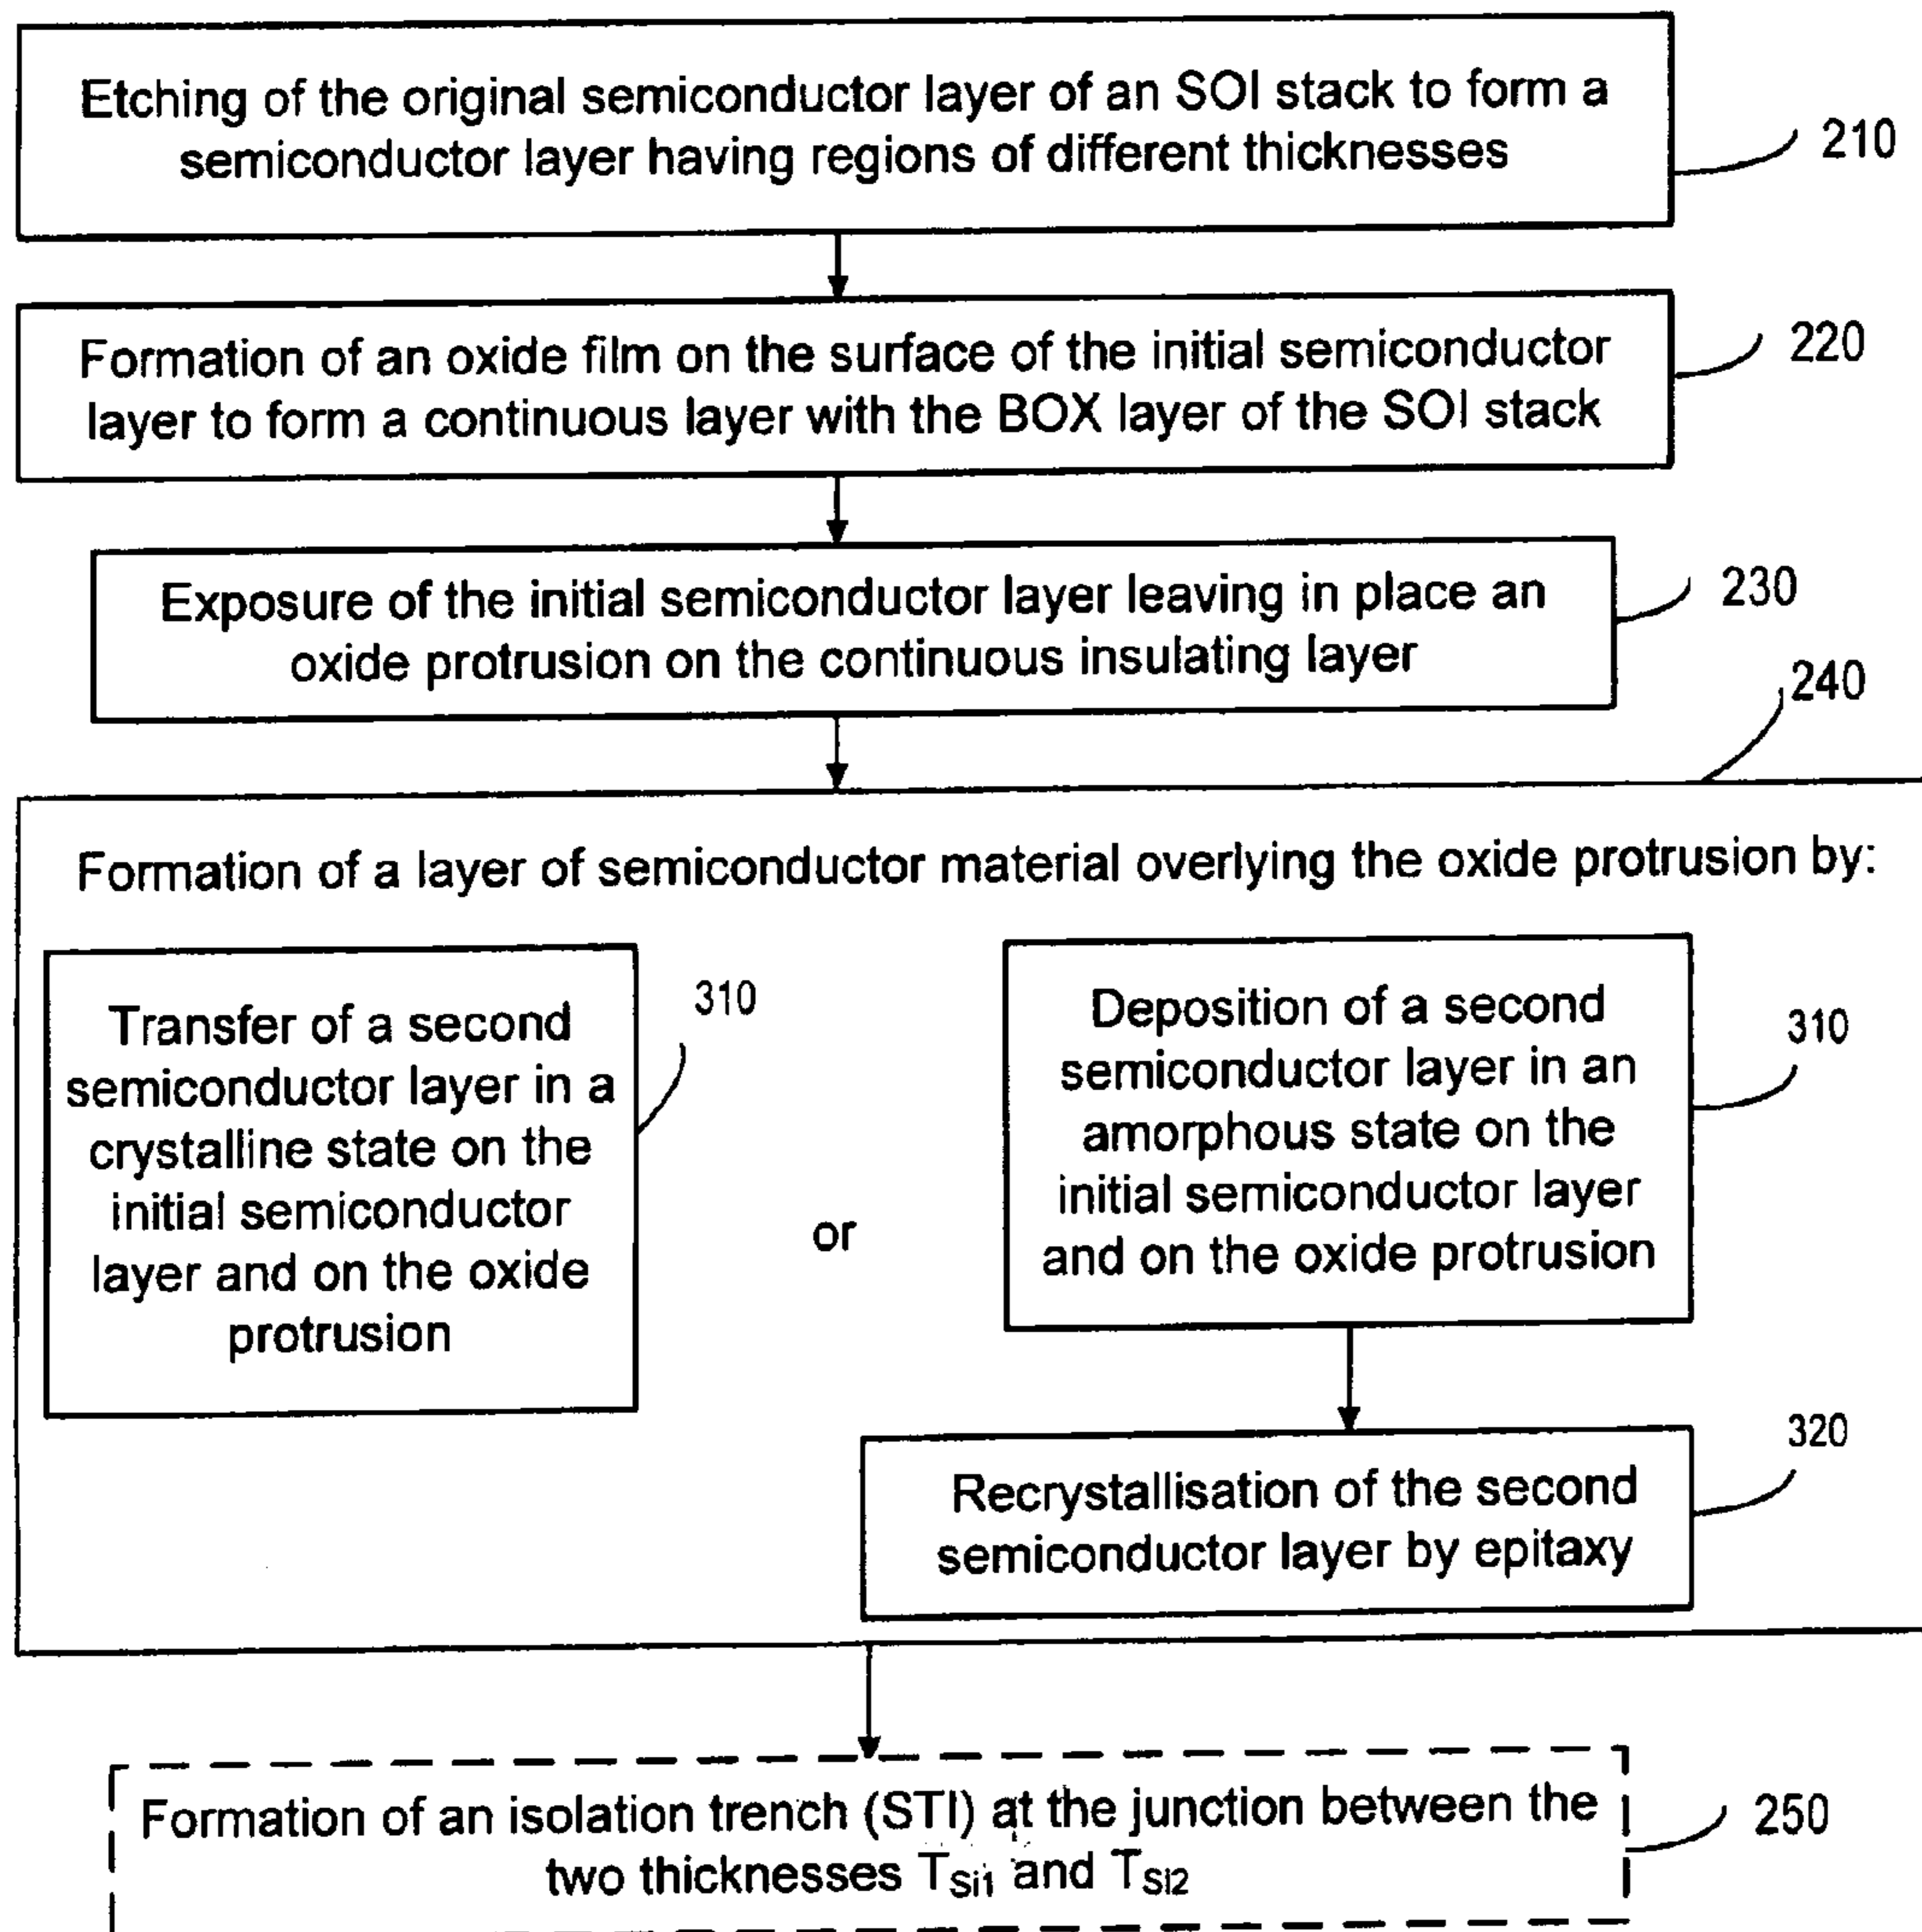 Etching of the original semiconductor layer of an SOI stack to form a
semiconductor layer having regions of different thicknesses
210
Formation of an oxide film on the surface of the initial semiconductor
layer to form a continuous layer with the BOX layer of the SOI stack
220
Exposure of the initial semiconductor layer leaving in place an
oxide protrusion on the continuous insulating layer
230
240
Formation of a layer of semiconductor material overlying the oxide protrusion by:
Transfer of a second
semiconductor layer in a
crystalline state on the
initial semiconductor
layer and on the oxide
protrusion
310
or
Deposition of a second
semiconductor layer in an
amorphous state on the
initial semiconductor layer
and on the oxide protrusion
310
Recrystallisation of the second
semiconductor layer by epitaxy
320
Formation of an isolation trench (STI) at the junction between the
two thicknesses TSi1 and TSi2
250